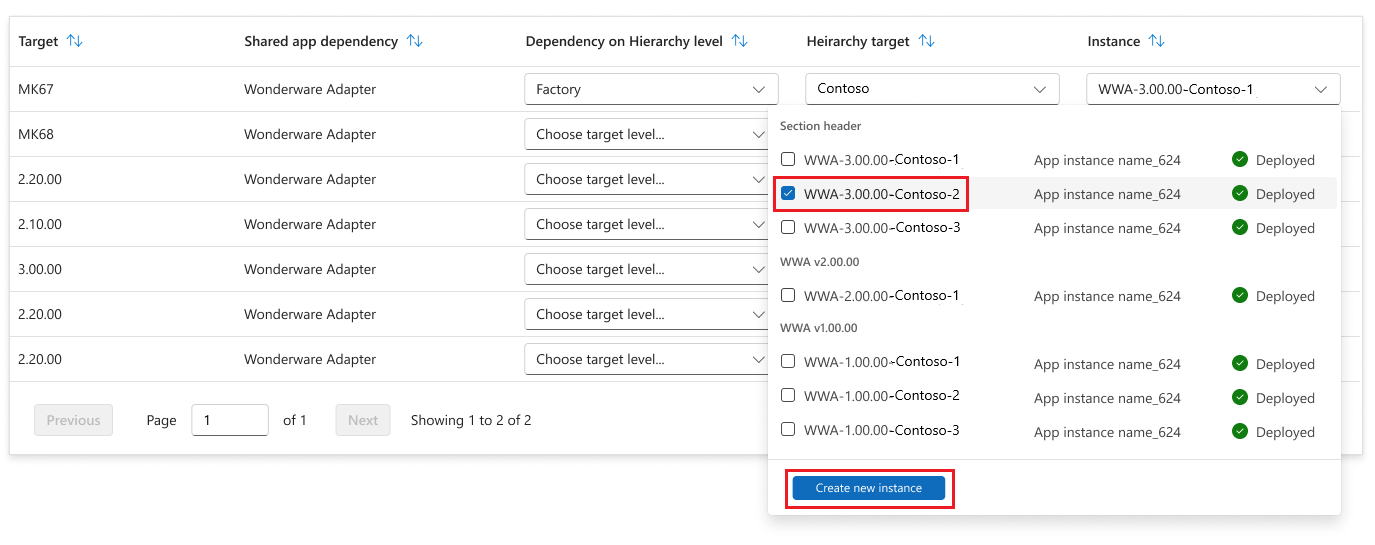 Target Shared app dependency Dependency on Hierarchy level Heirarchy target Instance
MK67 Wonderware Adapter Factory Contoso WWA-3.00.00-Contoso-1
MK68 Wonderware Adapter Choose target level...
2.20.00 Wonderware Adapter Choose target level...
2.10.00 Wonderware Adapter Choose target level...
3.00.00 Wonderware Adapter Choose target level...
2.20.00 Wonderware Adapter Choose target level...
2.20.00 Wonderware Adapter Choose target level...
Previous Page 1 of 1 Next Showing 1 to 2 of 2
Section header
WWA-3.00.00-Contoso-1 App instance name_624 Deployed
WWA-3.00.00-Contoso-2 App instance name_624 Deployed
WWA-3.00.00-Contoso-3 App instance name_624 Deployed
WWA v2.00.00
WWA-2.00.00-Contoso-1 App instance name_624 Deployed
WWA v1.00.00
WWA-1.00.00-Contoso-1 App instance name_624 Deployed
WWA-1.00.00-Contoso-2 App instance name_624 Deployed
WWA-1.00.00-Contoso-3 App instance name_624 Deployed
Create new instance